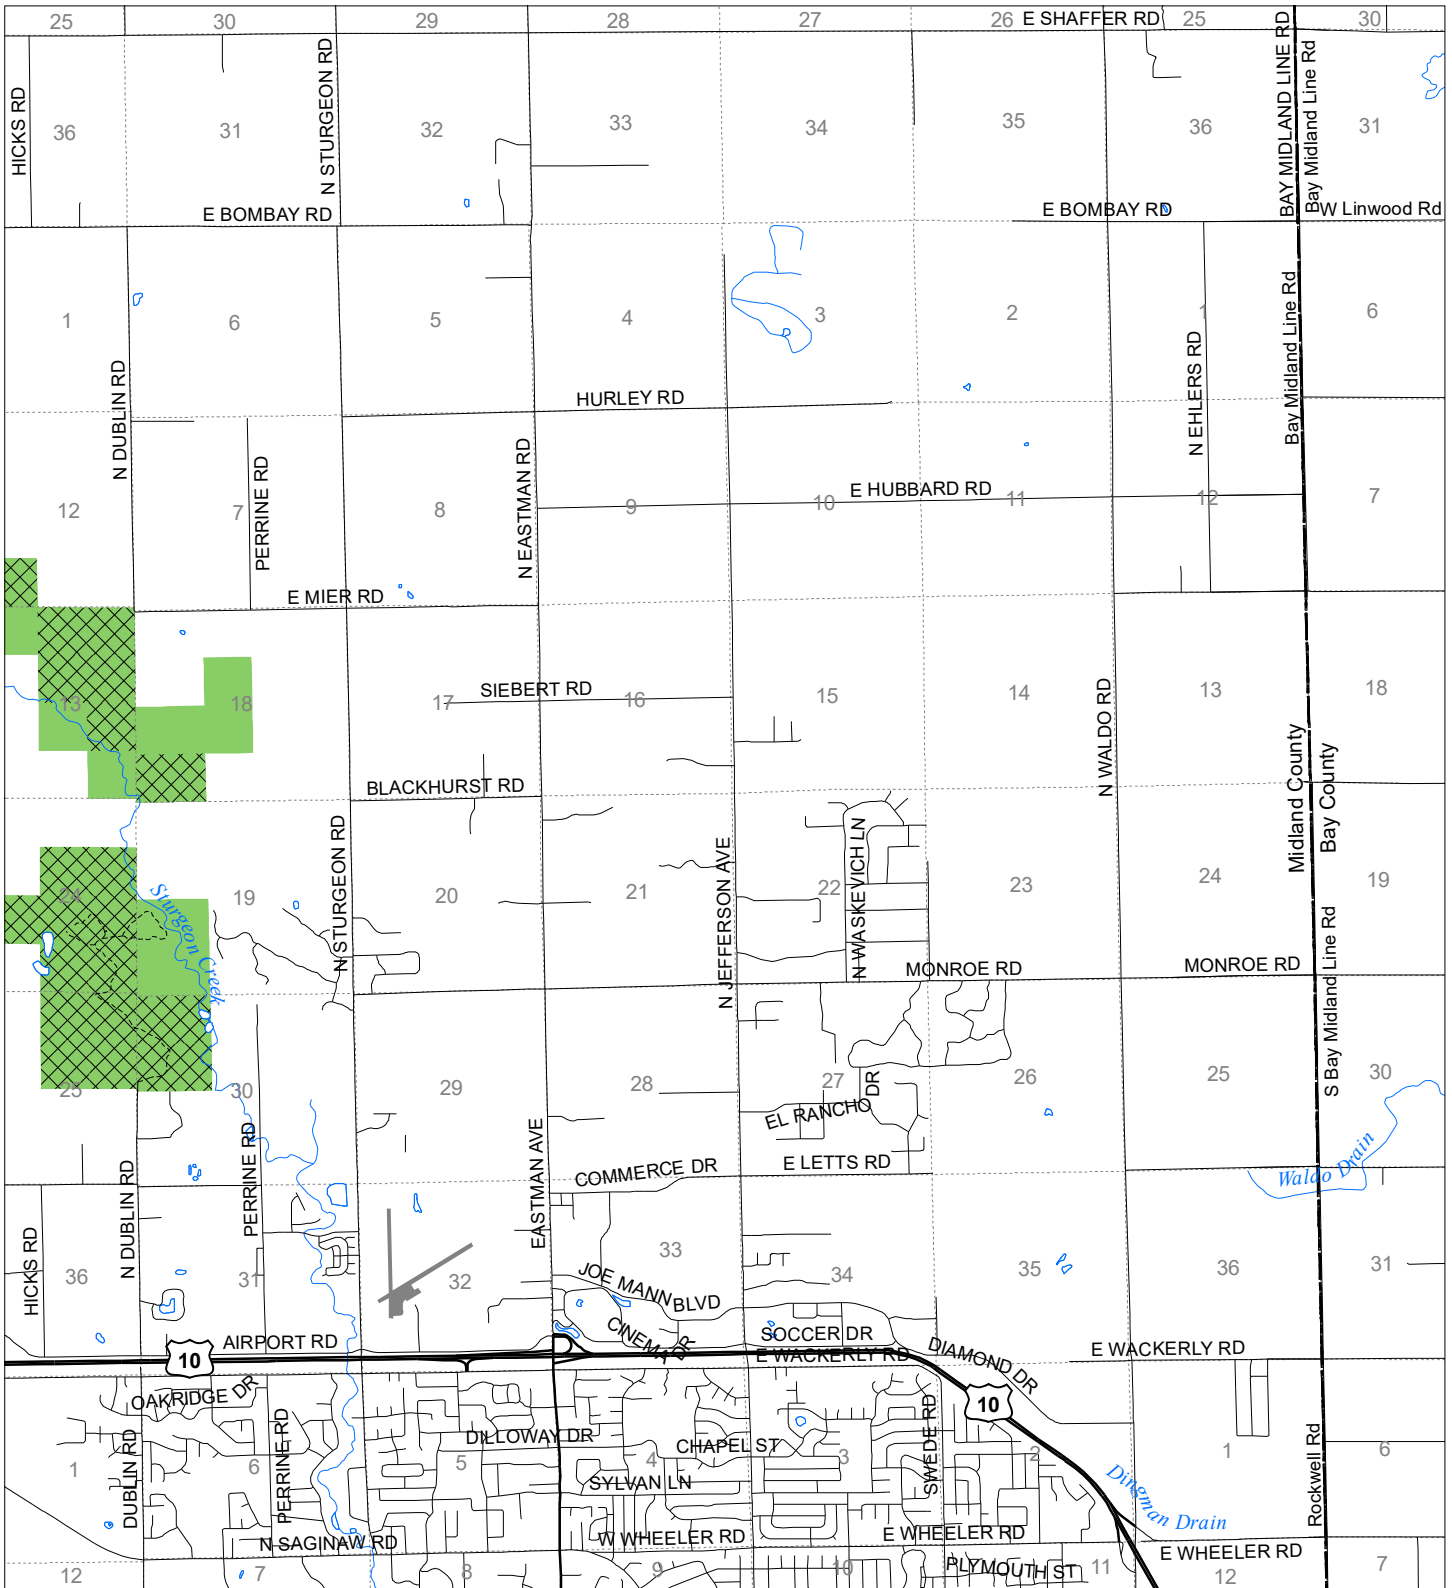 25
30
29
28
27
26
E SHAFFER RD
25
30
HICKS RD
36
31
N STURGEON RD
32
33
34
35
36
BAY MIDLAND LINE RD
Bay Midland Line Rd
31
E BOMBAY RD
E BOMBAY RD
W Linwood Rd
1
6
5
4
3
2
1
Bay Midland Line Rd
6
N DUBLIN RD
HURLEY RD
N EHLERS RD
PERRINE RD
N EASTMAN RD
E HUBBARD RD
12
7
8
9
10
11
12
7
E MIER RD
13
18
17
SIEBERT RD
16
15
14
N WALDO RD
13
18
BLACKHURST RD
Midland County
Bay County
N STURGEON RD
N JEFFERSON AVE
N WASKEVICH LN
24
Sturgeon Creek
19
20
21
22
23
24
19
MONROE RD
MONROE RD
S Bay Midland Line Rd
25
30
29
28
27
DR
26
25
30
EL RANCHO
PERRINE RD
EASTMAN AVE
COMMERCE DR
E LETTS RD
Waldo Drain
N DUBLIN RD
HICKS RD
36
31
32
33
34
35
36
31
JOE MANN BLVD
CINEMA DR
SOCCER DR
AIRPORT RD
10
E WACKERLY RD
DIAMOND DR
E WACKERLY RD
OAKRIDGE DR
10
DUBLIN RD
PERRINE RD
DILLOWAY DR
CHAPEL ST
SWEDE RD
Rockwell Rd
1
6
5
4
3
2
1
6
SYLVAN LN
Dingman Drain
N SAGINAW RD
W WHEELER RD
E WHEELER RD
E WHEELER RD
12
7
8
9
10
PLYMOUTH ST
11
12
7